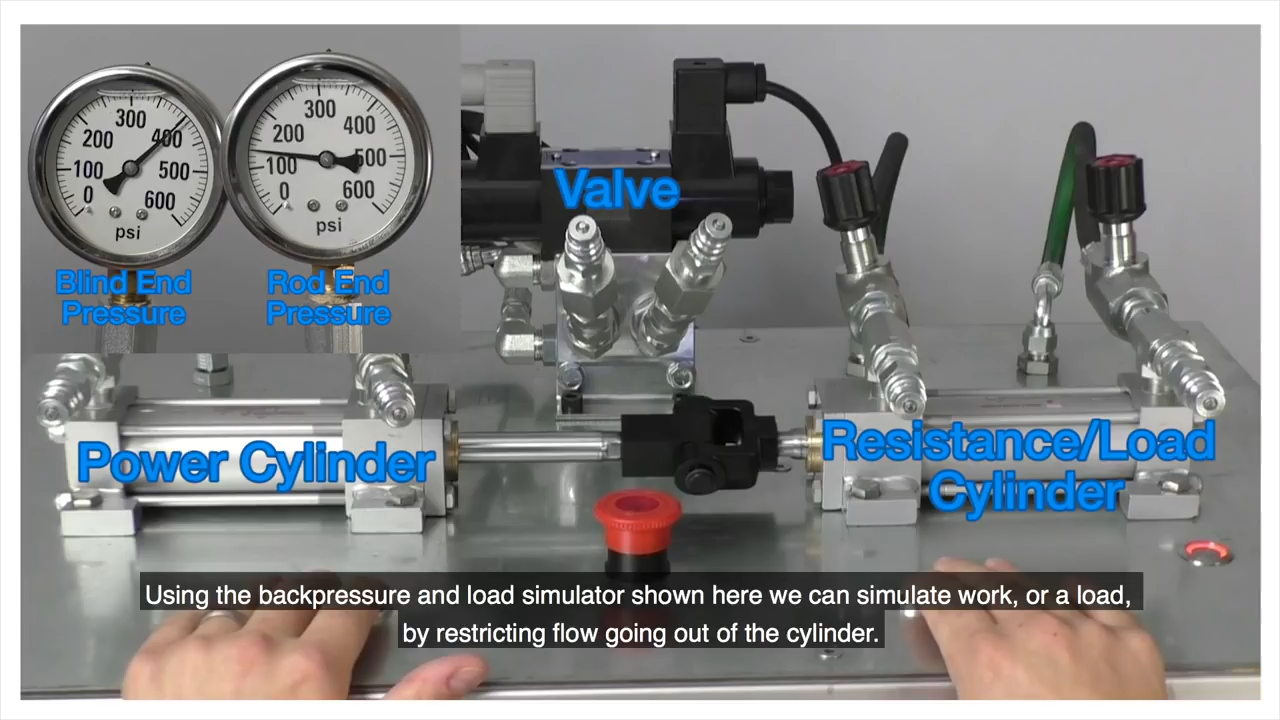 300
200
400
100
500
0
600
psi
300
200
400
100
500
0
600
psi
Valve
Blind End
Pressure
Rod End
Pressure
Power Cylinder
Resistance/Load
Cylinder
Using the backpressure and load simulator shown here we can simulate work, or a load,
by restricting flow going out of the cylinder.